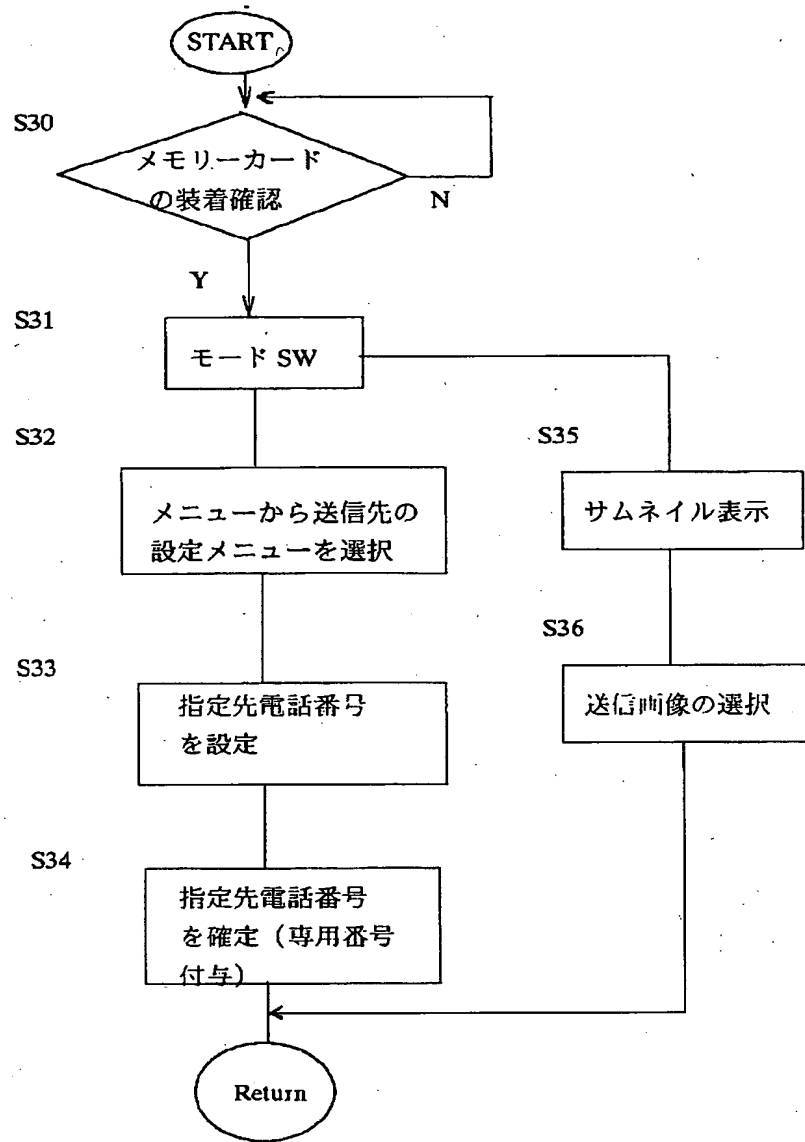 START
S30
メモリーカード
の装着確認
N
Y
S31
モード SW
S32
メニューから送信先の
設定メニューを選択
S35
サムネイル表示
S36
送信画像の選択
S33
指定先電話番号
を設定
S34
指定先電話番号
を確定（専用番号
付与）
Return